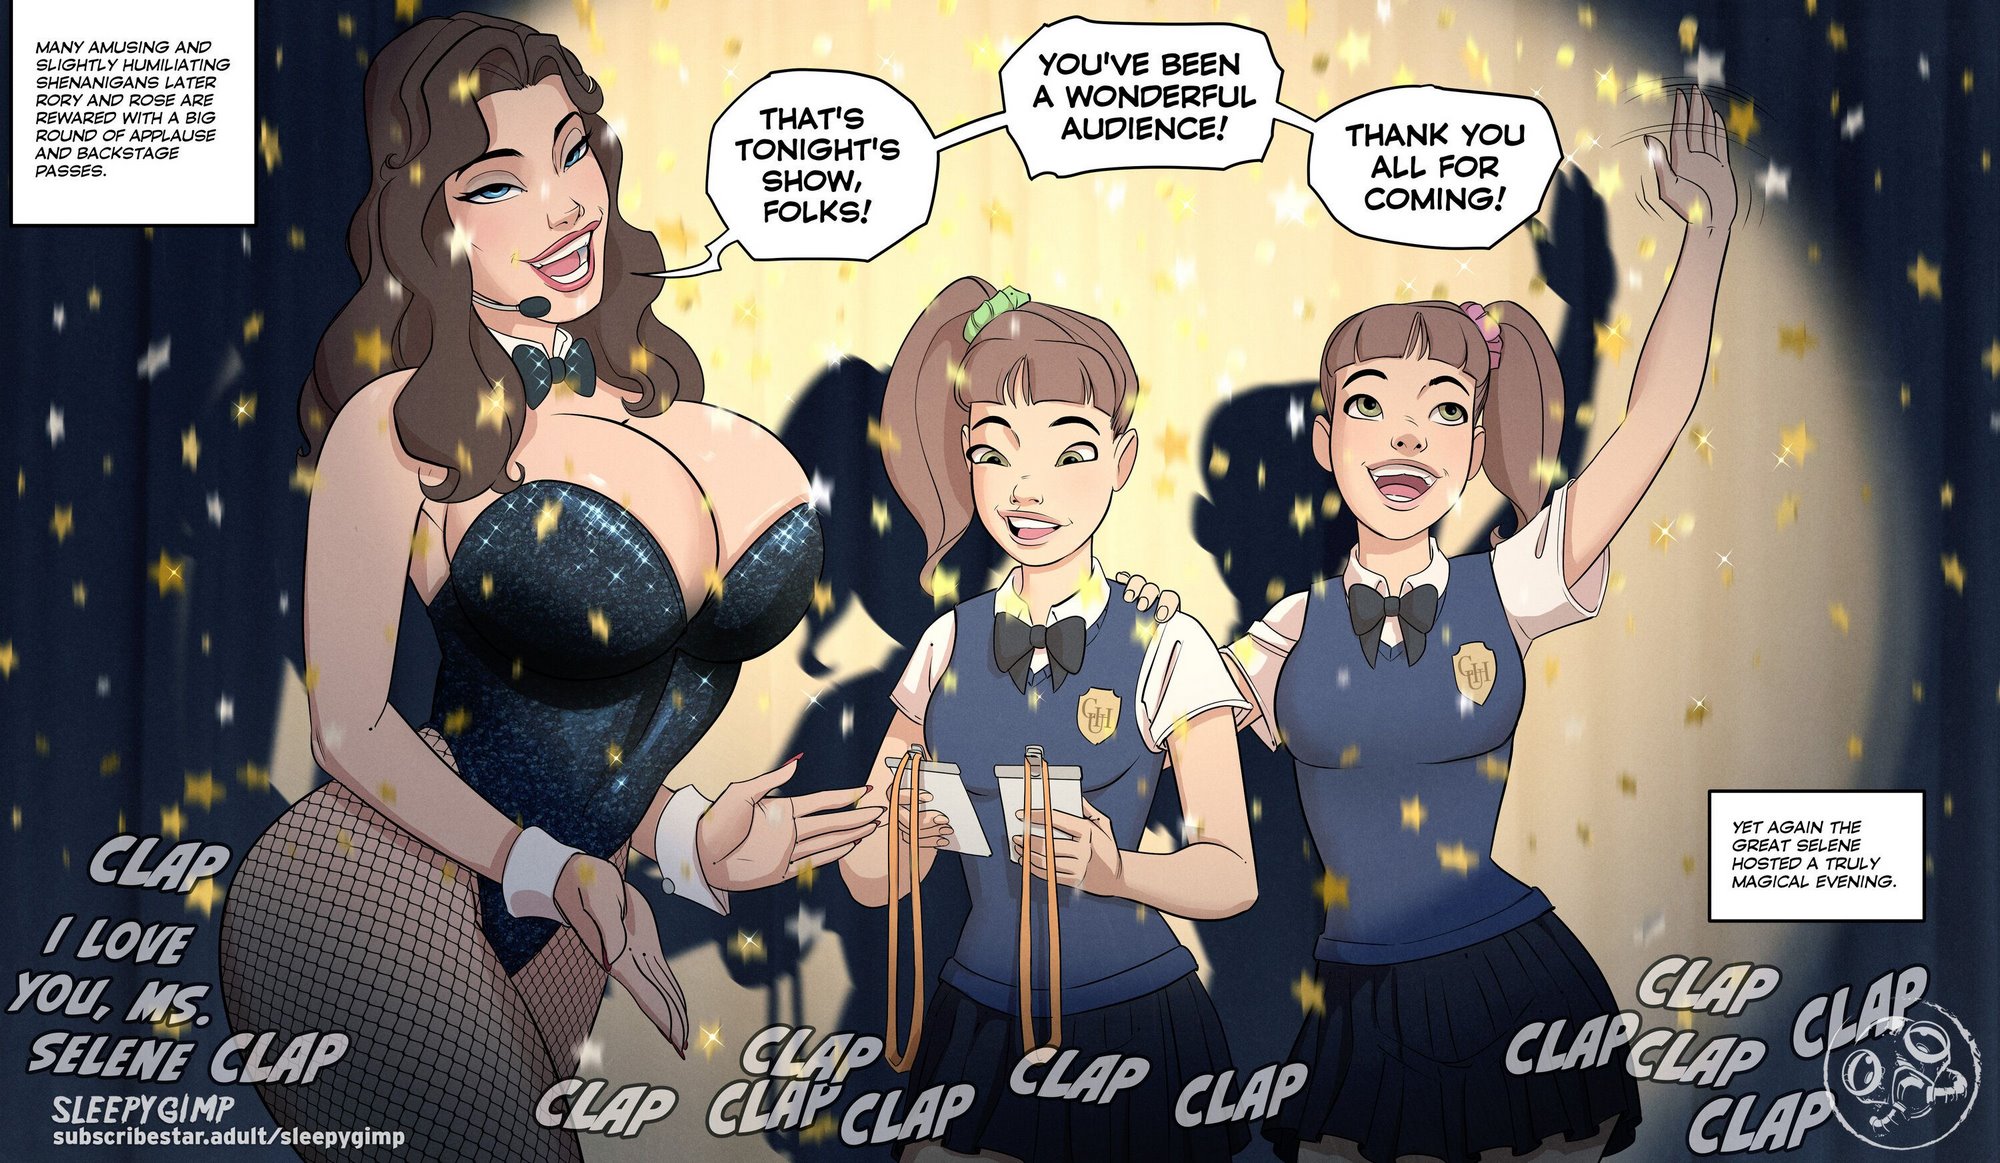 MANY AMUSING AND
SLIGHTLY HUMILIATING
SHENANIGANS LATER
RORY AND ROSE ARE
REWARED WITH A BIG
ROUND OF APPLAUSE
AND BACKSTAGE
PASSES.
THAT'S
TONIGHT'S
SHOW,
FOLKS!
YOU'VE BEEN
A WONDERFUL
AUDIENCE!
THANK YOU
ALL FOR
COMING!
YET AGAIN THE
GREAT SELENE
HOSTED A TRULY
MAGICAL EVENING.
CLAP
I LOVE
YOU, MS.
SELENE
CLAP
CLAP
CLAP
CLAP
CLAP
CLAP
CLAP
CLAP
CLAP
CLAP
CLAP
CLAP
SLEEPYGIMP
subscribestar.adult/sleepygimp